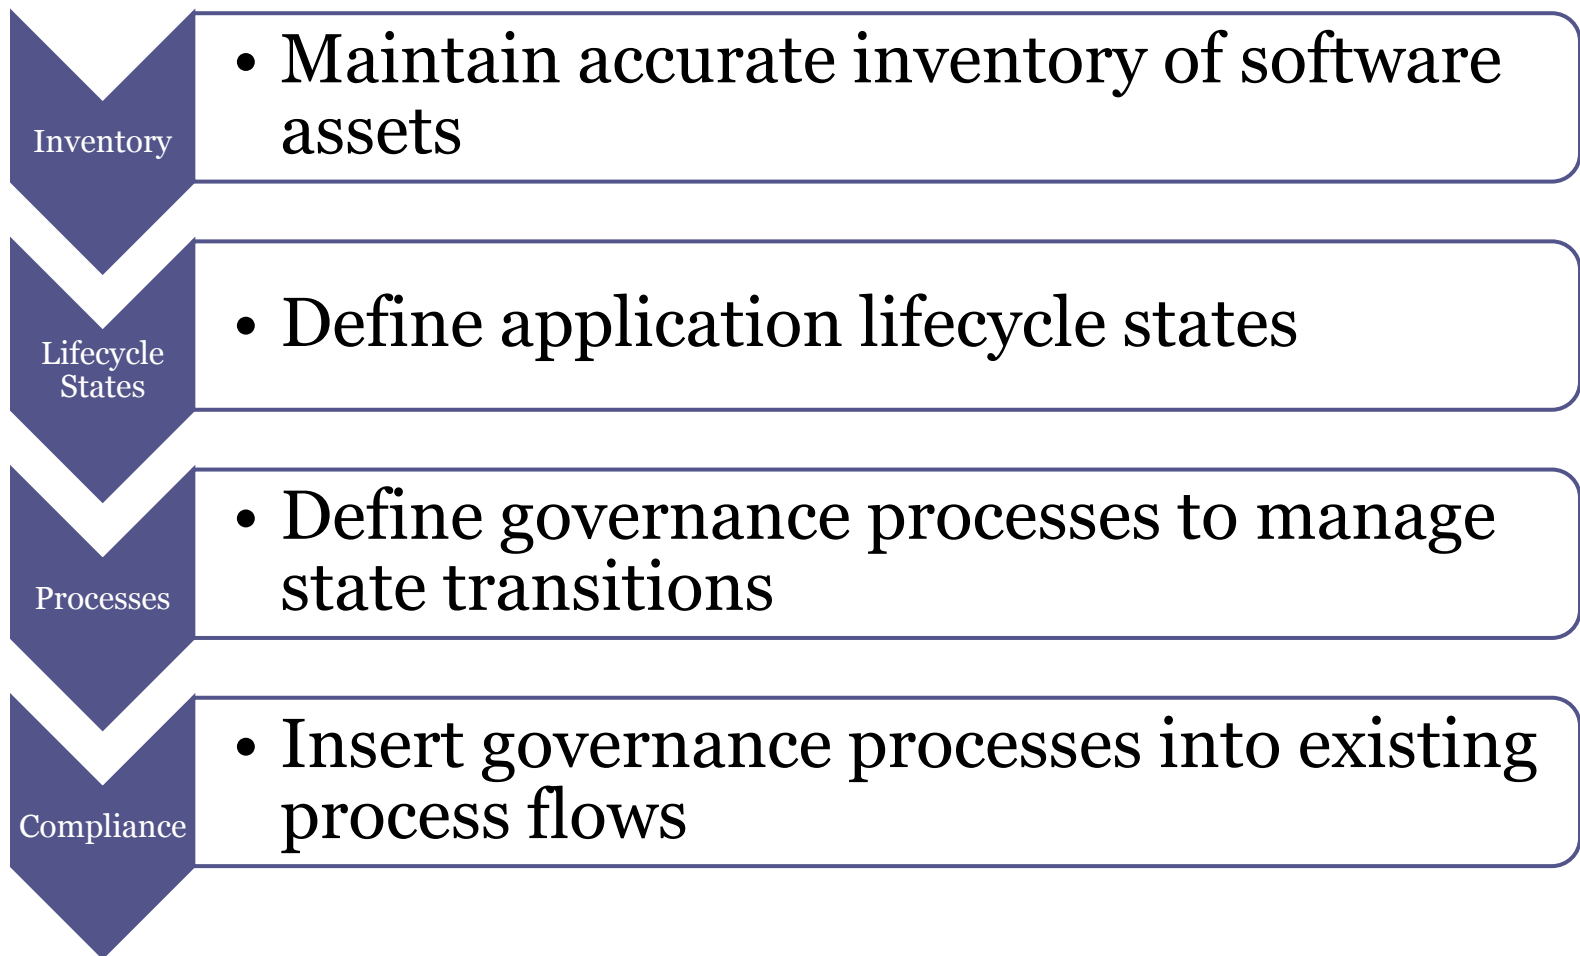 Inventory
• Maintain accurate inventory of software
assets
Lifecycle
States
• Define application lifecycle states
Processes
• Define governance processes to manage
state transitions
Compliance
• Insert governance processes into existing
process flows